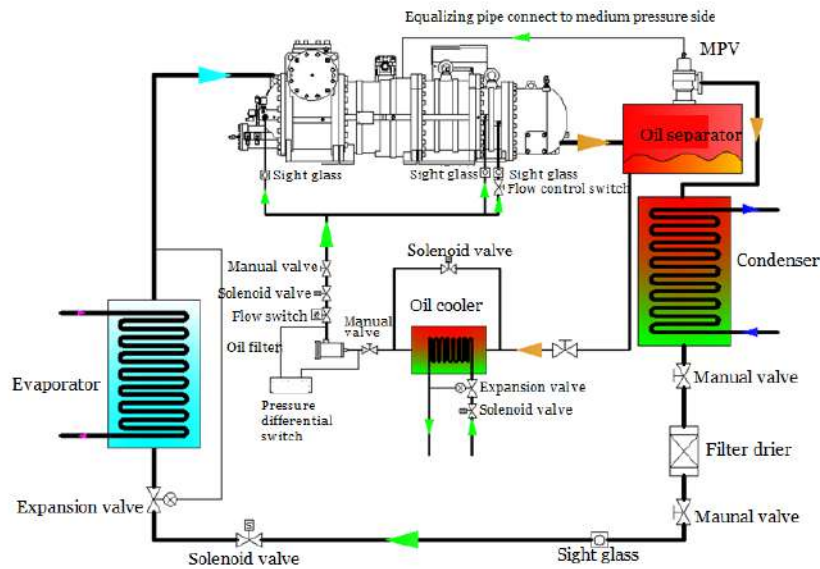 Equalizing pipe connect to medium pressure side
MPV
Oil separator
Sight glass
Sight glass
Sight glass
Flow control switch
Solenoid valve
Condenser
Manual valve
Solenoid valve
Oil cooler
Flow switch
Manual
valve
Oil filter
Evaporator
Expansion valve
Manual valve
Pressure
differential
switch
Solenoid valve
Filter drier
Expansion valve
Maunal valve
S
Solenoid valve
Sight glass